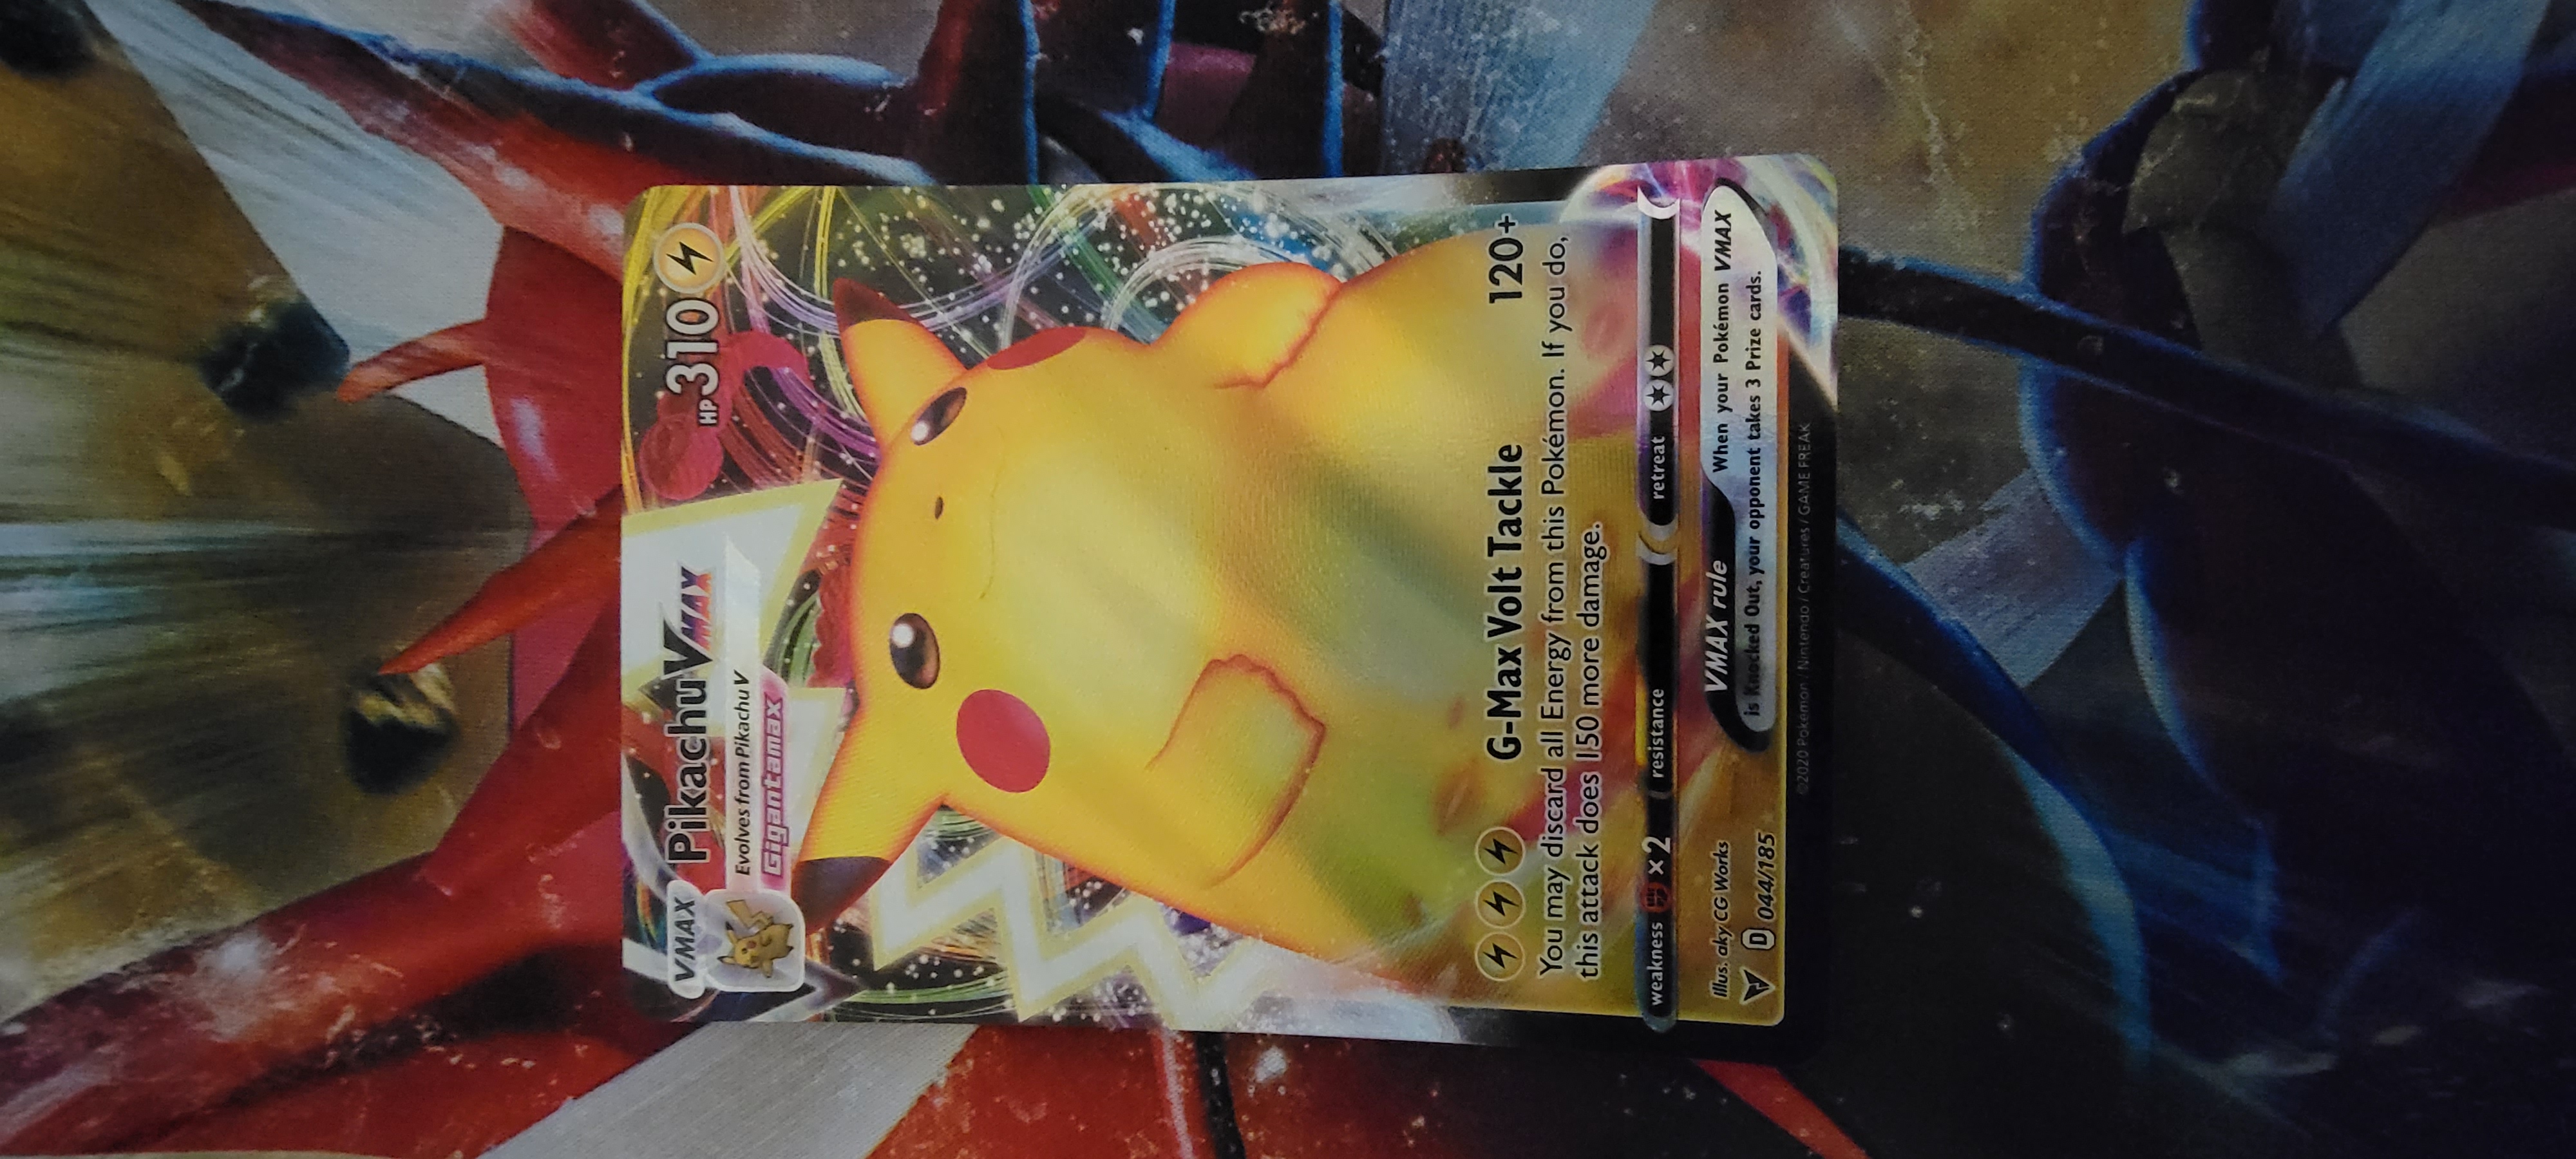 VMAX Pikachu VMAX HP 310
Evolves from Pikachu V
Gigantamax
G-Max Volt Tackle 120+
You may discard all Energy from this Pokémon. If you do,
this attack does 150 more damage.
weakness ×2 resistance retreat
Illus. aky CG Works
D 044/185
VMAX rule When your Pokémon VMAX
is Knocked Out, your opponent takes 3 Prize cards.
©2020 Pokémon / Nintendo / Creatures / GAME FREAK